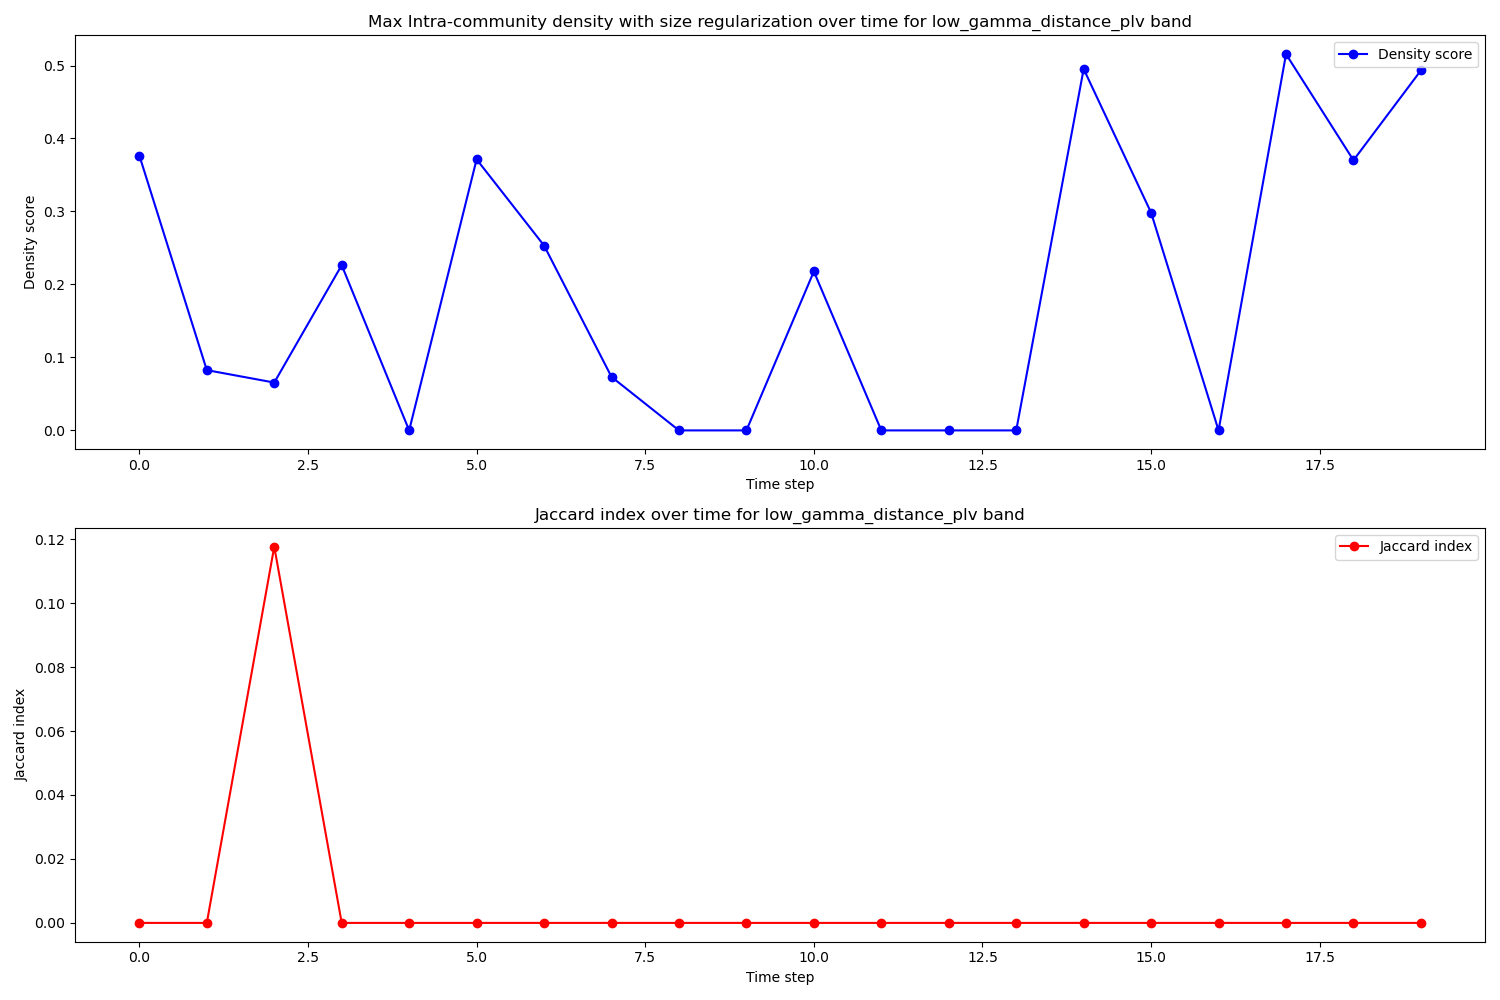 Max Intra-community density with size regularization over time for low_gamma_distance_plv band
Density score
0.5
0.4
0.3
0.2
0.1
0.0
Density score
0.0 2.5 5.0 7.5 10.0 12.5 15.0 17.5
Time step
Jaccard index over time for low_gamma_distance_plv band
Jaccard index
0.12
0.10
0.08
0.06
0.04
0.02
0.00
Jaccard index
0.0 2.5 5.0 7.5 10.0 12.5 15.0 17.5
Time step